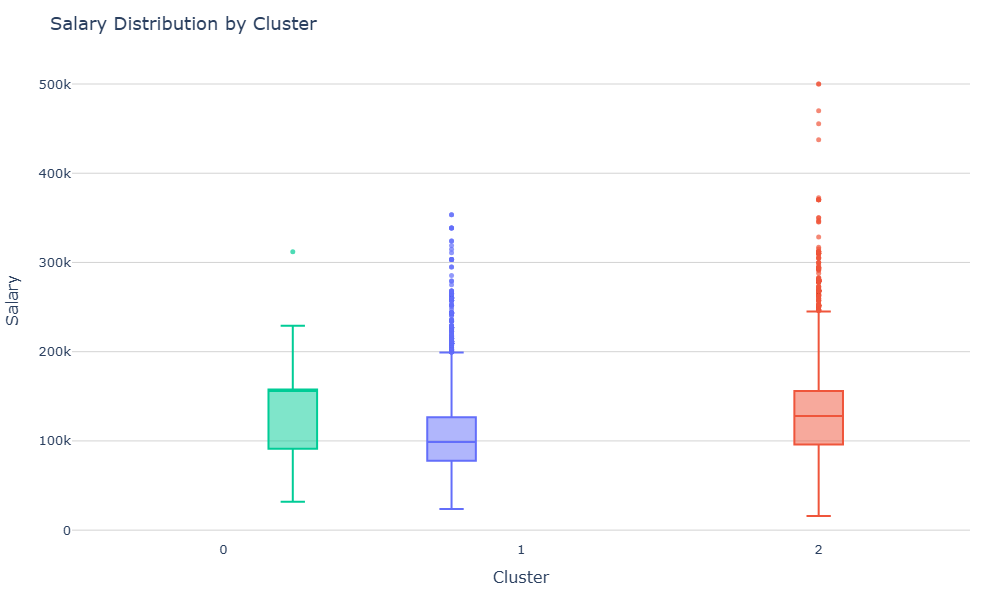 Salary Distribution by Cluster
Salary
500k
400k
300k
200k
100k
0
0 1 2
Cluster